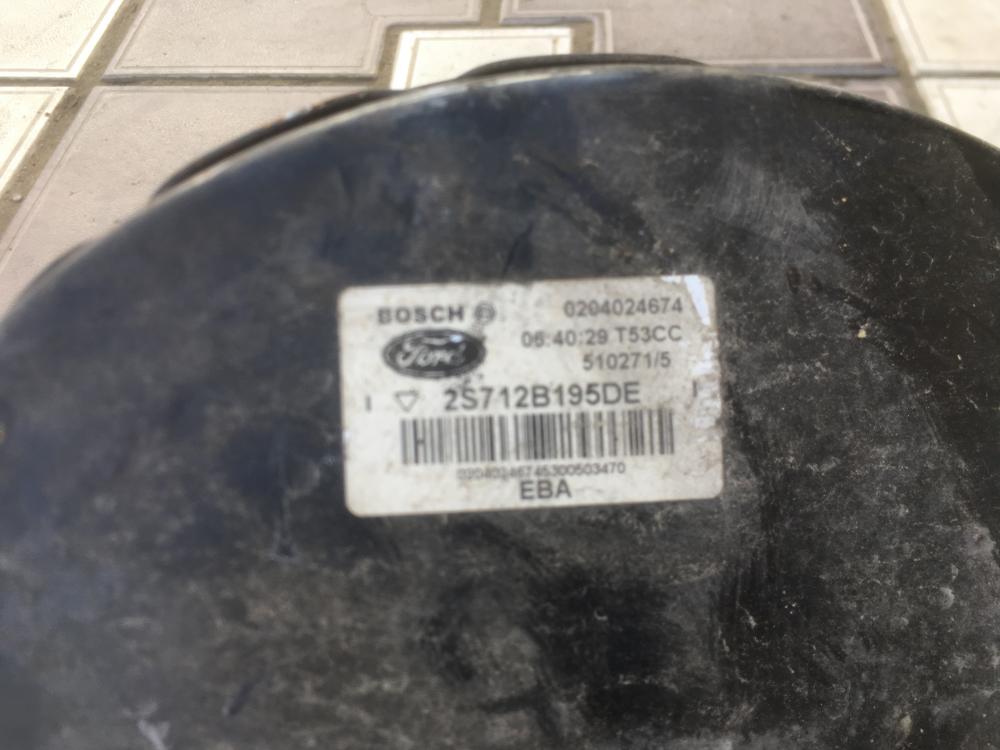 BOSCH 0204024674
Ford 06:40:29 T53CC
510271/5
2S712B195DE
02040246745300503470
EBA